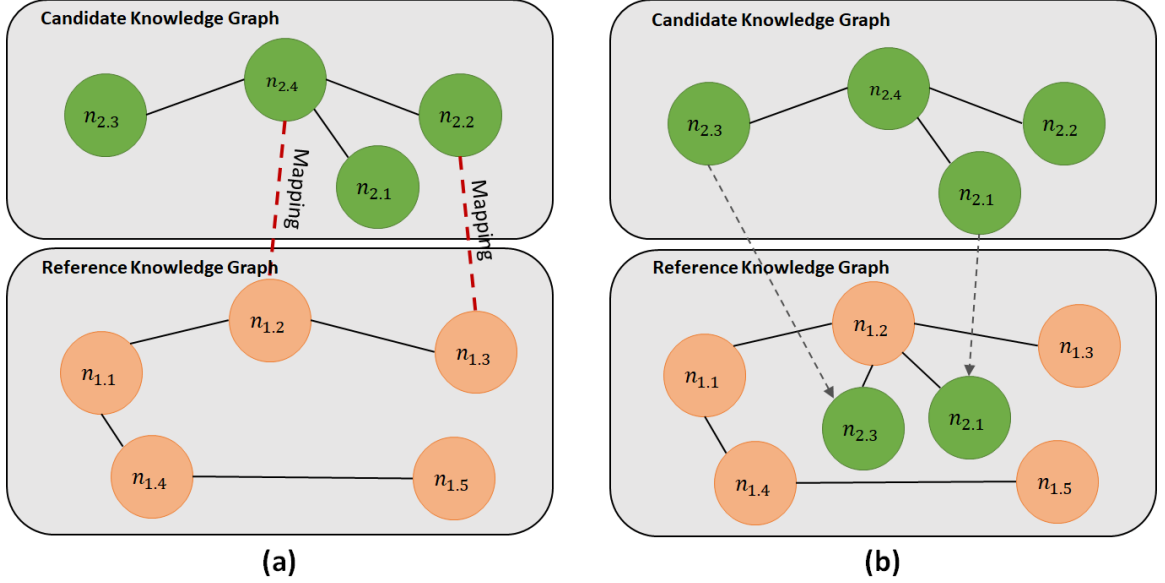 Candidate Knowledge Graph
n2.4
n2.3
n2.2
n2.1
Mapping
Mapping
Reference Knowledge Graph
n1.2
n1.3
n1.1
n1.4
n1.5
(a)
Candidate Knowledge Graph
n2.4
n2.3
n2.2
n2.1
Reference Knowledge Graph
n1.2
n1.3
n1.1
n2.1
n2.3
n1.4
n1.5
(b)